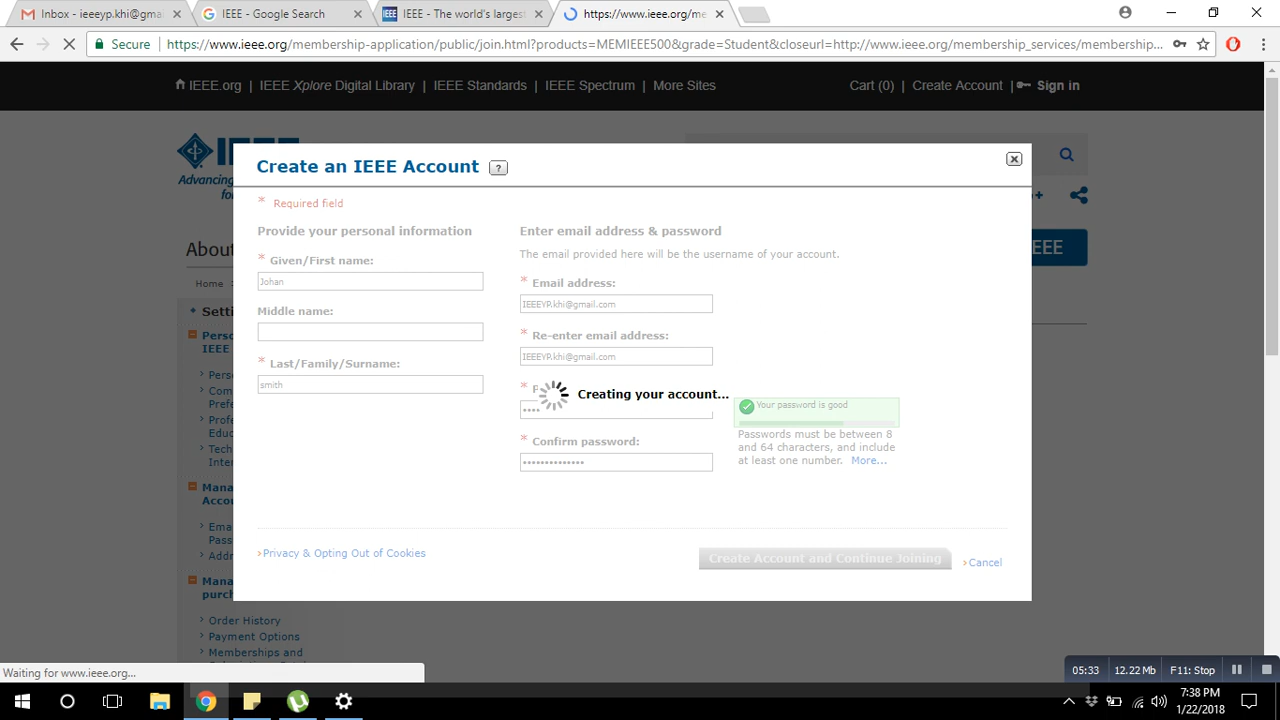 Inbox - ieeeyp.khi@gmai
IEEE - Google Search
IEEE - The world's largest
https://www.ieee.org/me
Secure
https://www.ieee.org/membership-application/public/join.html?products=MEMIEEE500&grade=Student&closeurl=http://www.ieee.org/membership_services/membership...
IEEE.org | IEEE Xplore Digital Library | IEEE Standards | IEEE Spectrum | More Sites
Cart (0) | Create Account | Sign in
Create an IEEE Account ?
* Required field
Provide your personal information
* Given/First name:
Johan
Middle name:
* Last/Family/Surname:
smith
Enter email address & password
The email provided here will be the username of your account.
* Email address:
IEEEYP.khi@gmail.com
* Re-enter email address:
IEEEYP.khi@gmail.com
Creating your account...
Your password is good
Passwords must be between 8
and 64 characters, and include
at least one number. More...
* Confirm password:
Privacy & Opting Out of Cookies
Create Account and Continue Joining
Cancel
IEEE
Advancing
Abou
IEEE
Home
Setti
Perso
IEEE
Order History
Payment Options
Memberships and
Waiting for www.ieee.org...
05:33
12.22 Mb
F11: Stop
7:38 PM
1/22/2018